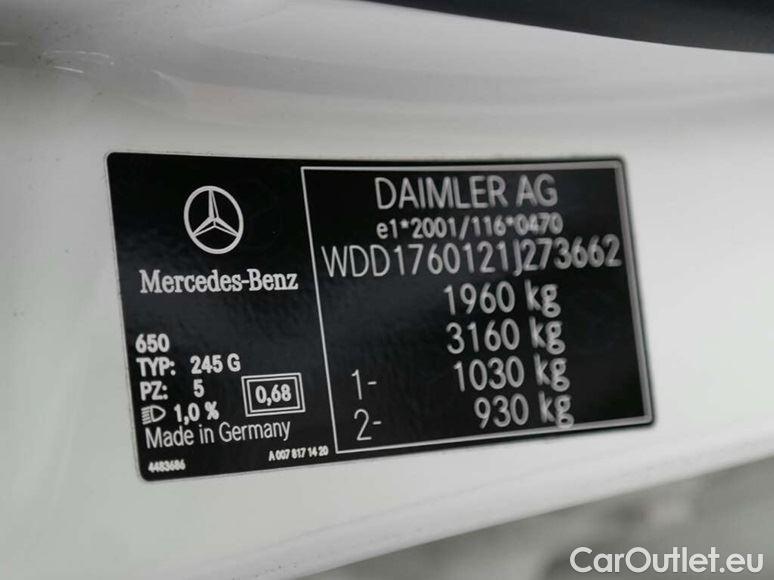 Mercedes-Benz
650
TYP: 245 G
PZ: 5
1,0 %
0,68
Made in Germany
4483686
A 007 817 14 20
DAIMLER AG
e1*2001/116*0470
WDD1760121J273662
1960 kg
3160 kg
1- 1030 kg
2- 930 kg
CarOutlet.eu